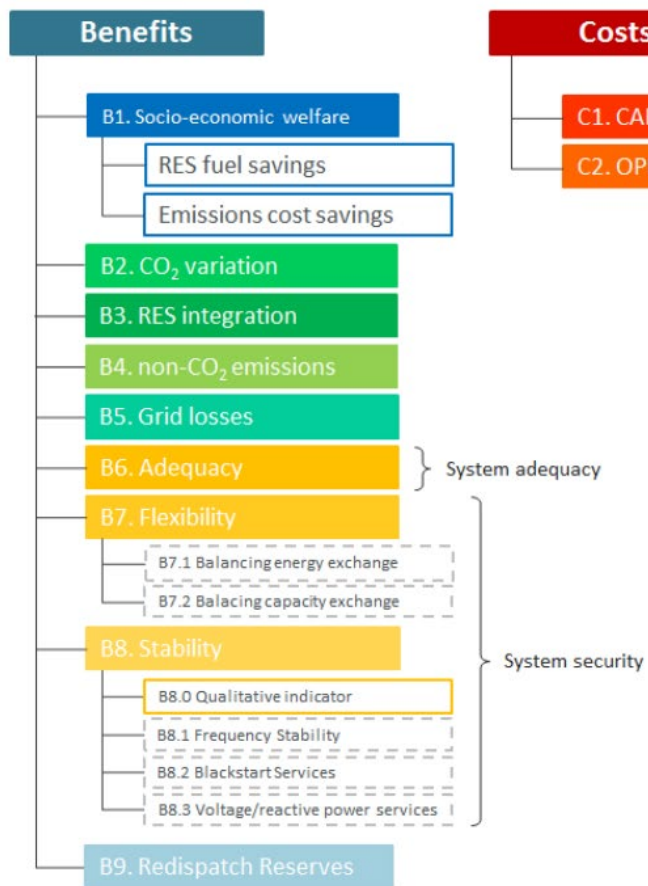 Benefits
B1. Socio-economic welfare
RES fuel savings
Emissions cost savings
B2. CO₂ variation
B3. RES integration
B4. non-CO₂ emissions
B5. Grid losses
B6. Adequacy
System adequacy
B7. Flexibility
B7.1 Balancing energy exchange
B7.2 Balacing capacity exchange
B8. Stability
System security
B8.0 Qualitative indicator
B8.1 Frequency Stability
B8.2 Blackstart Services
B8.3 Voltage/reactive power services
B9. Redispatch Reserves
Costs
C1.
C2.